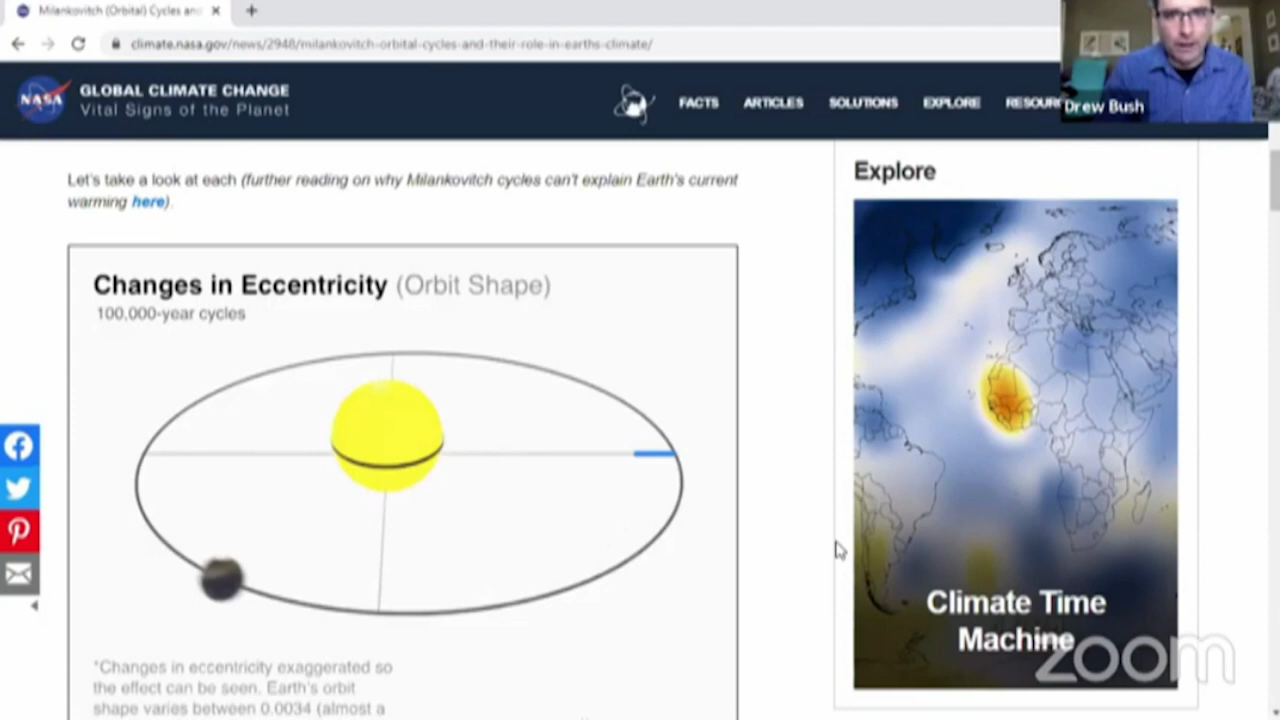 Milankovitch (Orbital) Cycles and
climate.nasa.gov/news/2948/milankovitch-orbital-cycles-and-their-role-in-earths-climate/
NASA
GLOBAL CLIMATE CHANGE
Vital Signs of the Planet
FACTS ARTICLES SOLUTIONS EXPLORE RESOUR
Drew Bush
Let's take a look at each (further reading on why Milankovitch cycles can't explain Earth's current
warming here).
Explore
Changes in Eccentricity (Orbit Shape)
100,000-year cycles
Climate Time
Machine
zoom
*Changes in eccentricity exaggerated so
the effect can be seen. Earth's orbit
shape varies between 0.0034 (almost a